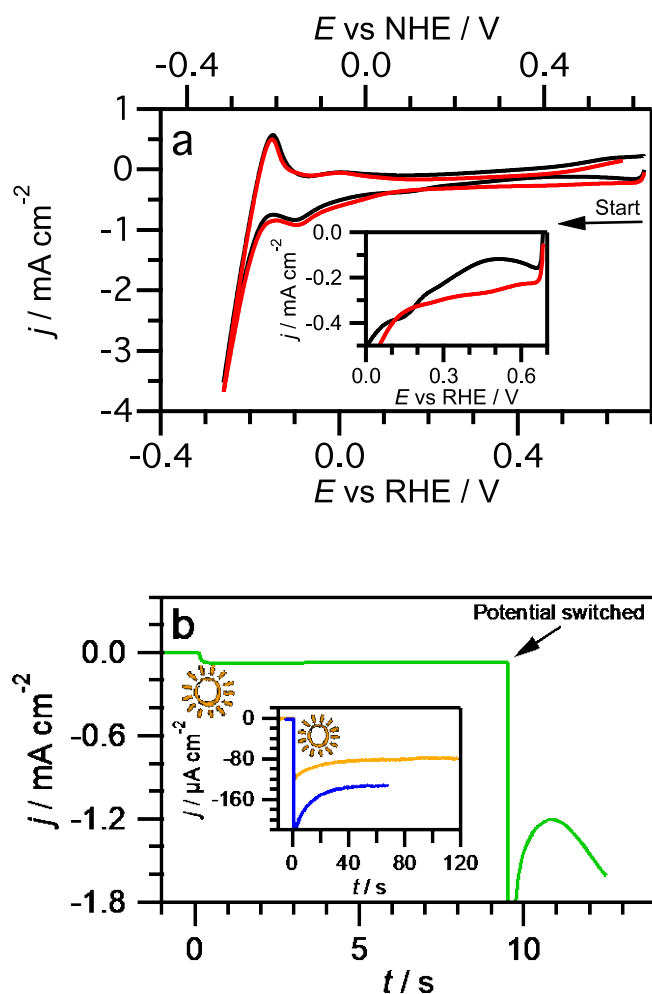 E vs NHE / V
-0.4 0.0 0.4
a
1
0
-1
-2
-3
-4
j / mA cm-2
Start
0.0
-0.2
-0.4
j / mA cm-2
0.0 0.3 0.6
E vs RHE / V
-0.4 0.0 0.4
E vs RHE / V
b
Potential switched
0.0
-0.6
-1.2
-1.8
j / mA cm-2
0
-80
-160
j / µA cm-2
0 40 80 120
t / s
0 5 10
t / s